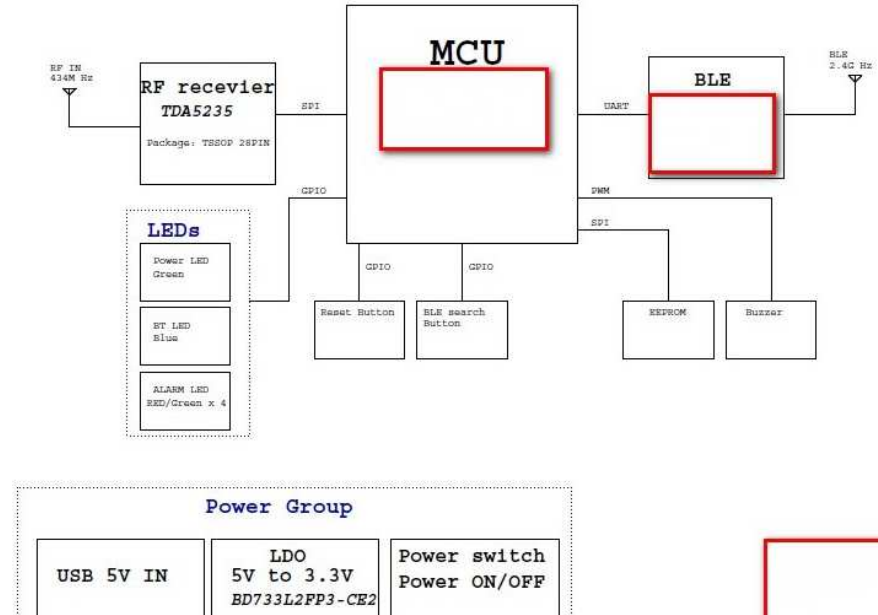 MCU
RF IN
434M Hz
RF recevier
TDA5235
Package: TSSOP 28PIN
SPI
UART
BLE
BLE
2.4G Hz
GPIO
PWM
SPI
LEDs
Power LED
Green
BT LED
Blue
ALARM LED
RED/Green x 4
GPIO
GPIO
Reset Button
BLE search
Button
EEPROM
Buzzer
Power Group
USB 5V IN
LDO
5V to 3.3V
BD733L2FP3-CE2
Power switch
Power ON/OFF